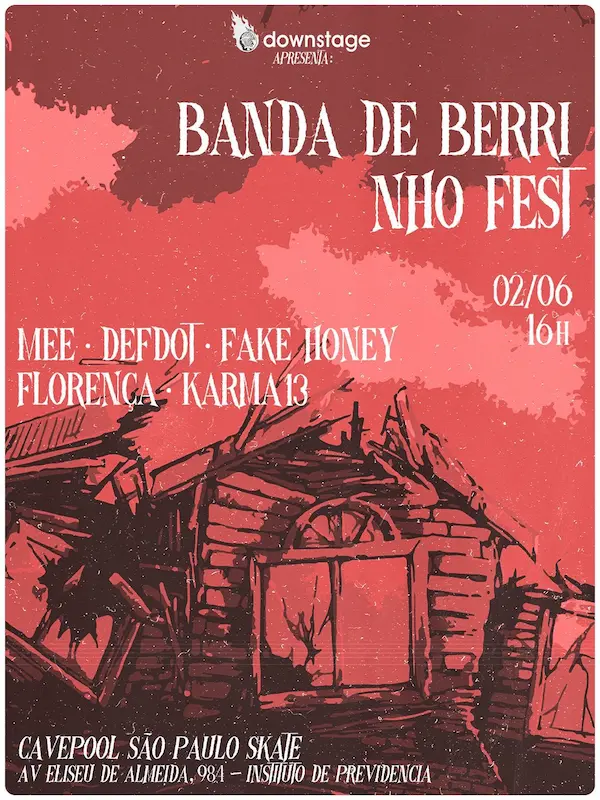 downstage
APRESENTA:
BANDA DE BERRI
NHO FEST
02/06
16H
MEE · DEFDOT · FAKE HONEY
FLORENÇA · KARMA13
CAVEPOOL SÃO PAULO SKATE
AV ELISEU DE ALMEIDA, 984 – INSTITUTO DE PREVIDENCIA